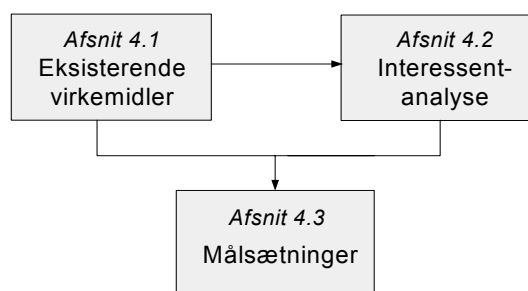 Afsnit 4.1
Eksisterende
virkemidler
Afsnit 4.2
Interessent-
analyse
Afsnit 4.3
Målsætninger